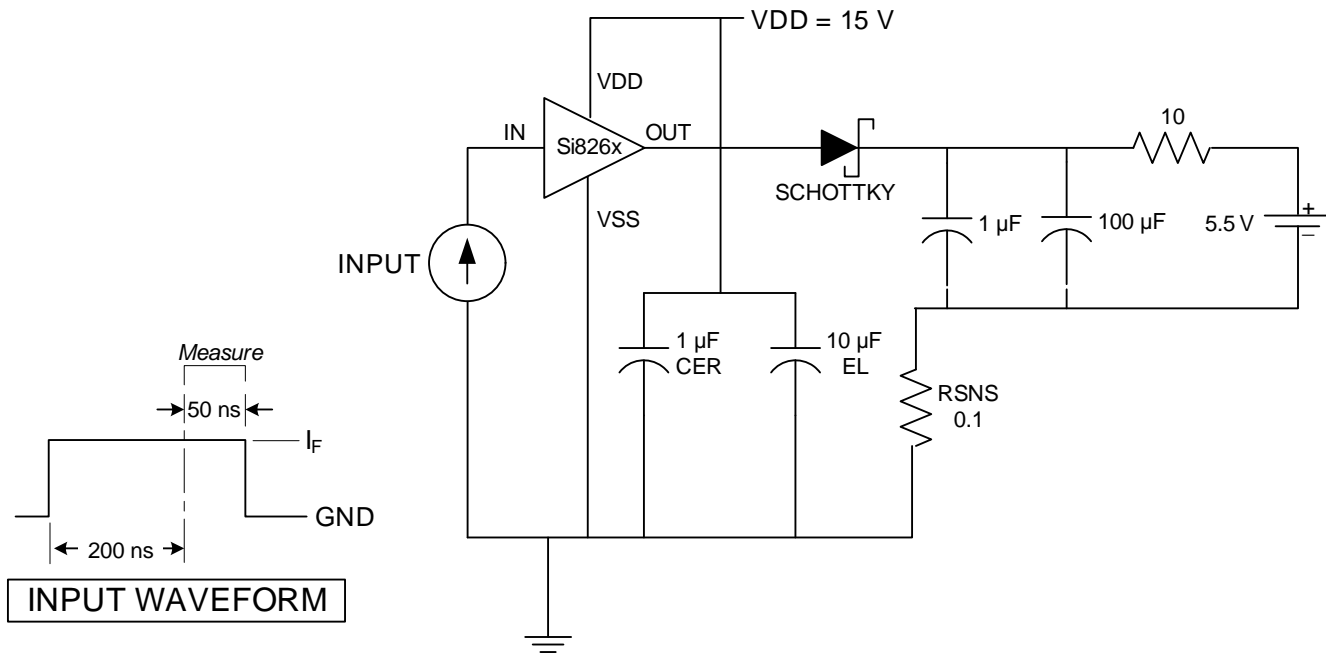 VDD = 15 V
VDD
IN
Si826x
OUT
VSS
SCHOTTKY
10
1 µF
100 µF
5.5 V
+
–
INPUT
1 µF
CER
10 µF
EL
RSNS
0.1
Measure
50 ns
IF
GND
200 ns
INPUT WAVEFORM